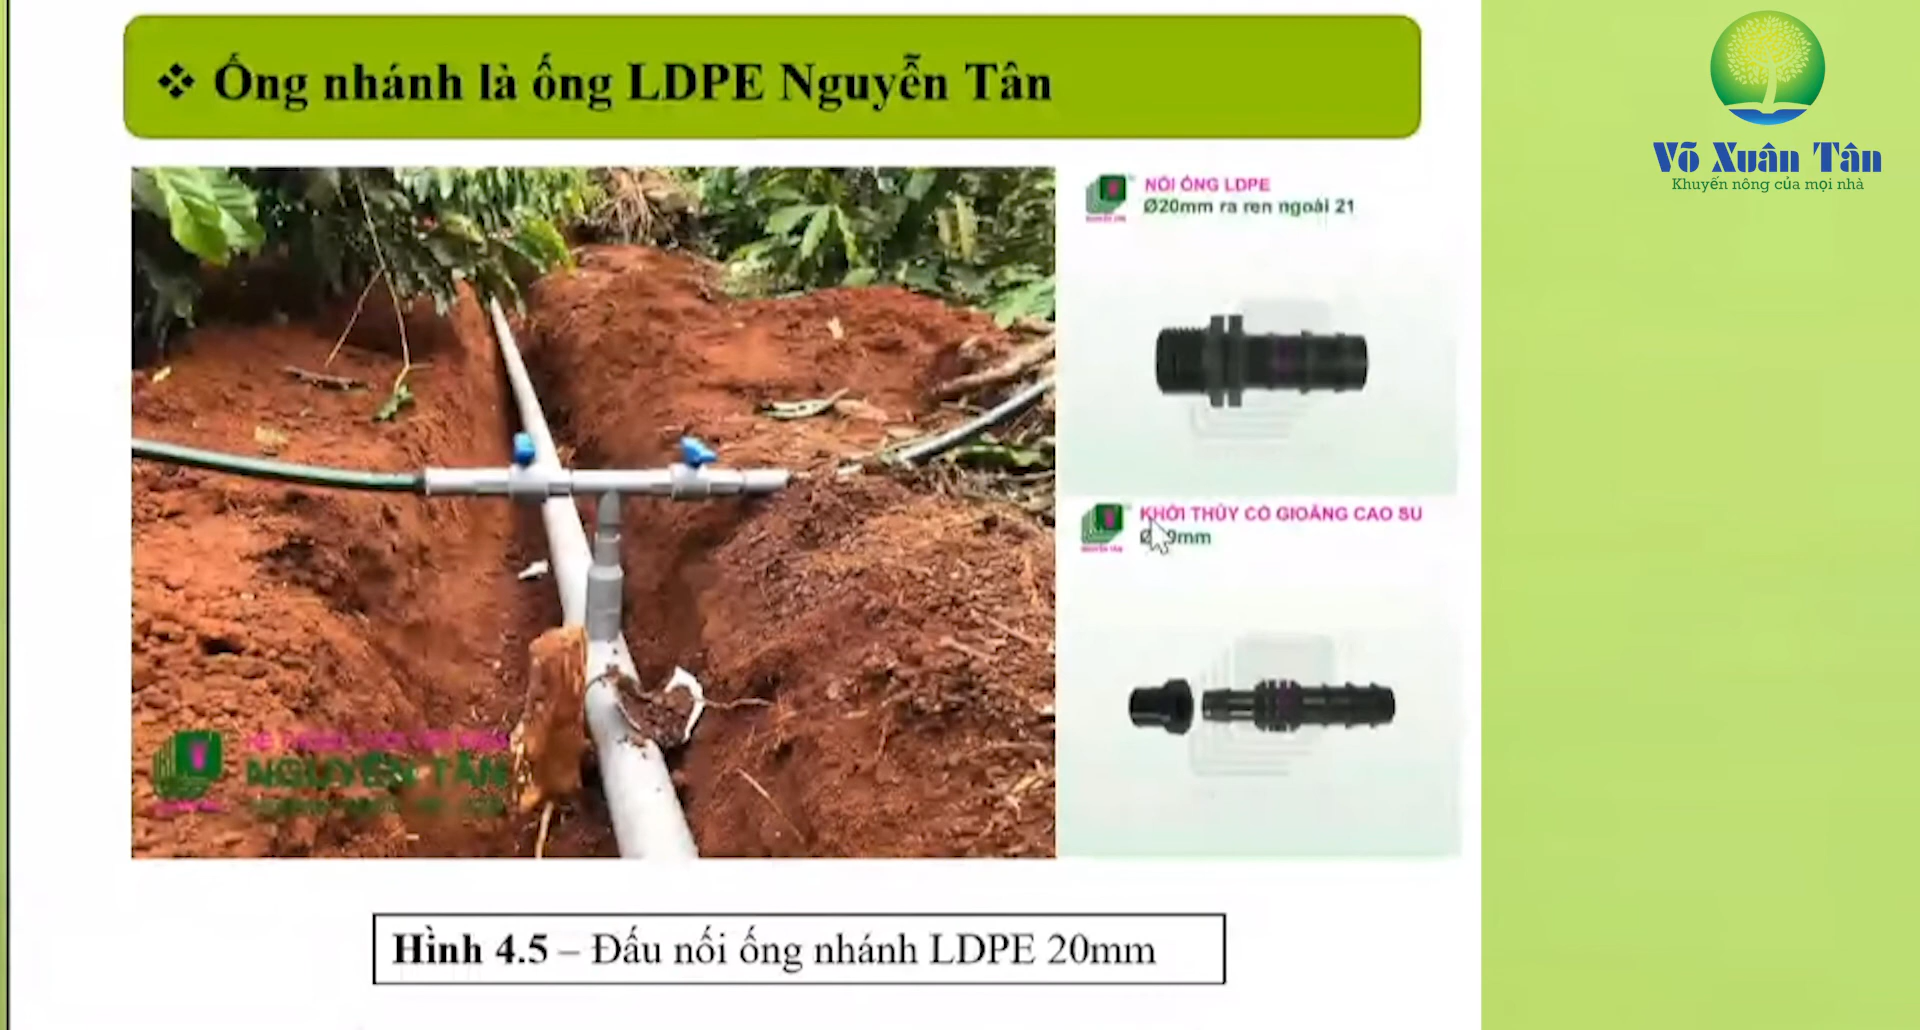 ❖ Ống nhánh là ống LDPE Nguyễn Tân
Võ Xuân Tân
Khuyến nông của mọi nhà
NỐI ỐNG LDPE
Ø20mm ra ren ngoài 21
KHỞI THỦY CÓ GIOĂNG CAO SU
NGUYỄN TÂN
Hình 4.5 – Đấu nối ống nhánh LDPE 20mm